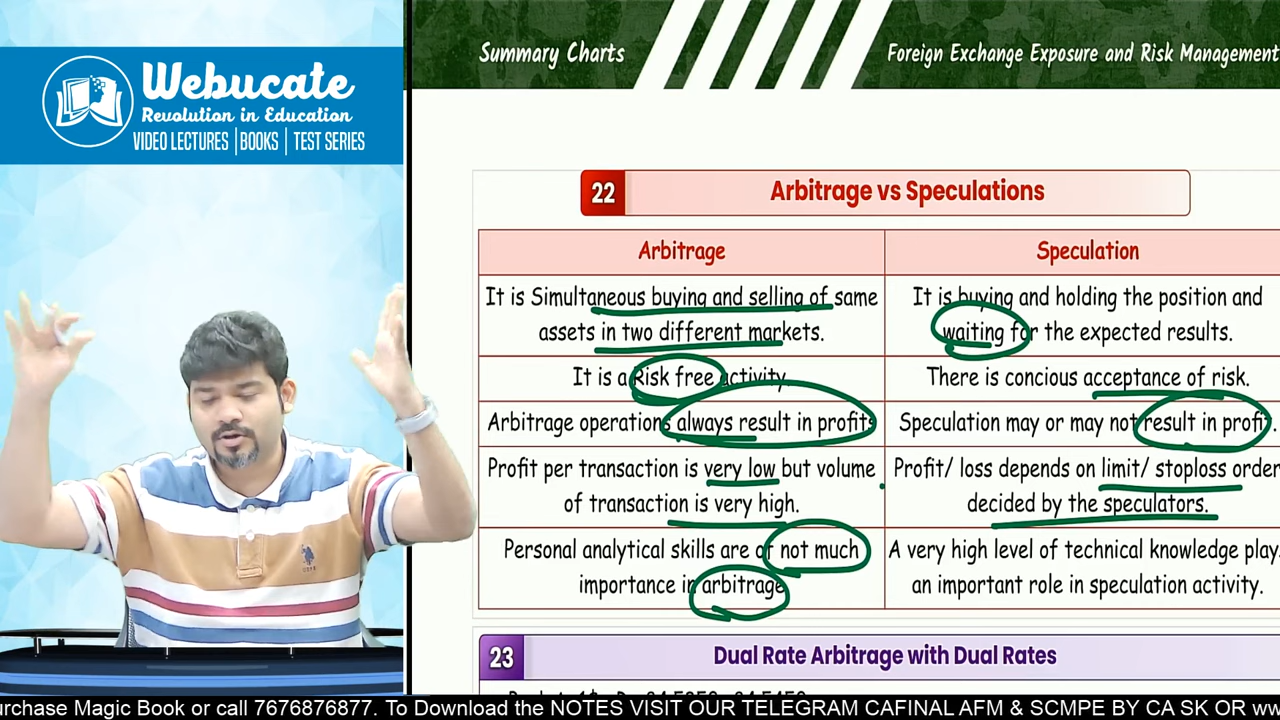 Webucate
Revolution in Education
VIDEO LECTURES | BOOKS | TEST SERIES
Summary Charts
Foreign Exchange Exposure and Risk Management
22
Arbitrage vs Speculations
Arbitrage
Speculation
It is Simultaneous buying and selling of same
assets in two different markets.
It is buying and holding the position and
waiting for the expected results.
It is a Risk free activity.
There is concious acceptance of risk.
Arbitrage operations always result in profits
Speculation may or may not result in profit.
Profit per transaction is very low but volume
of transaction is very high.
Profit/ loss depends on limit/ stoploss order
decided by the speculators.
Personal analytical skills are of not much
importance in arbitrage
A very high level of technical knowledge play
an important role in speculation activity.
23
Dual Rate Arbitrage with Dual Rates
urchase Magic Book or call 7676876877. To Download the NOTES VISIT OUR TELEGRAM CAFINAL AFM & SCMPE BY CA SK OR ww